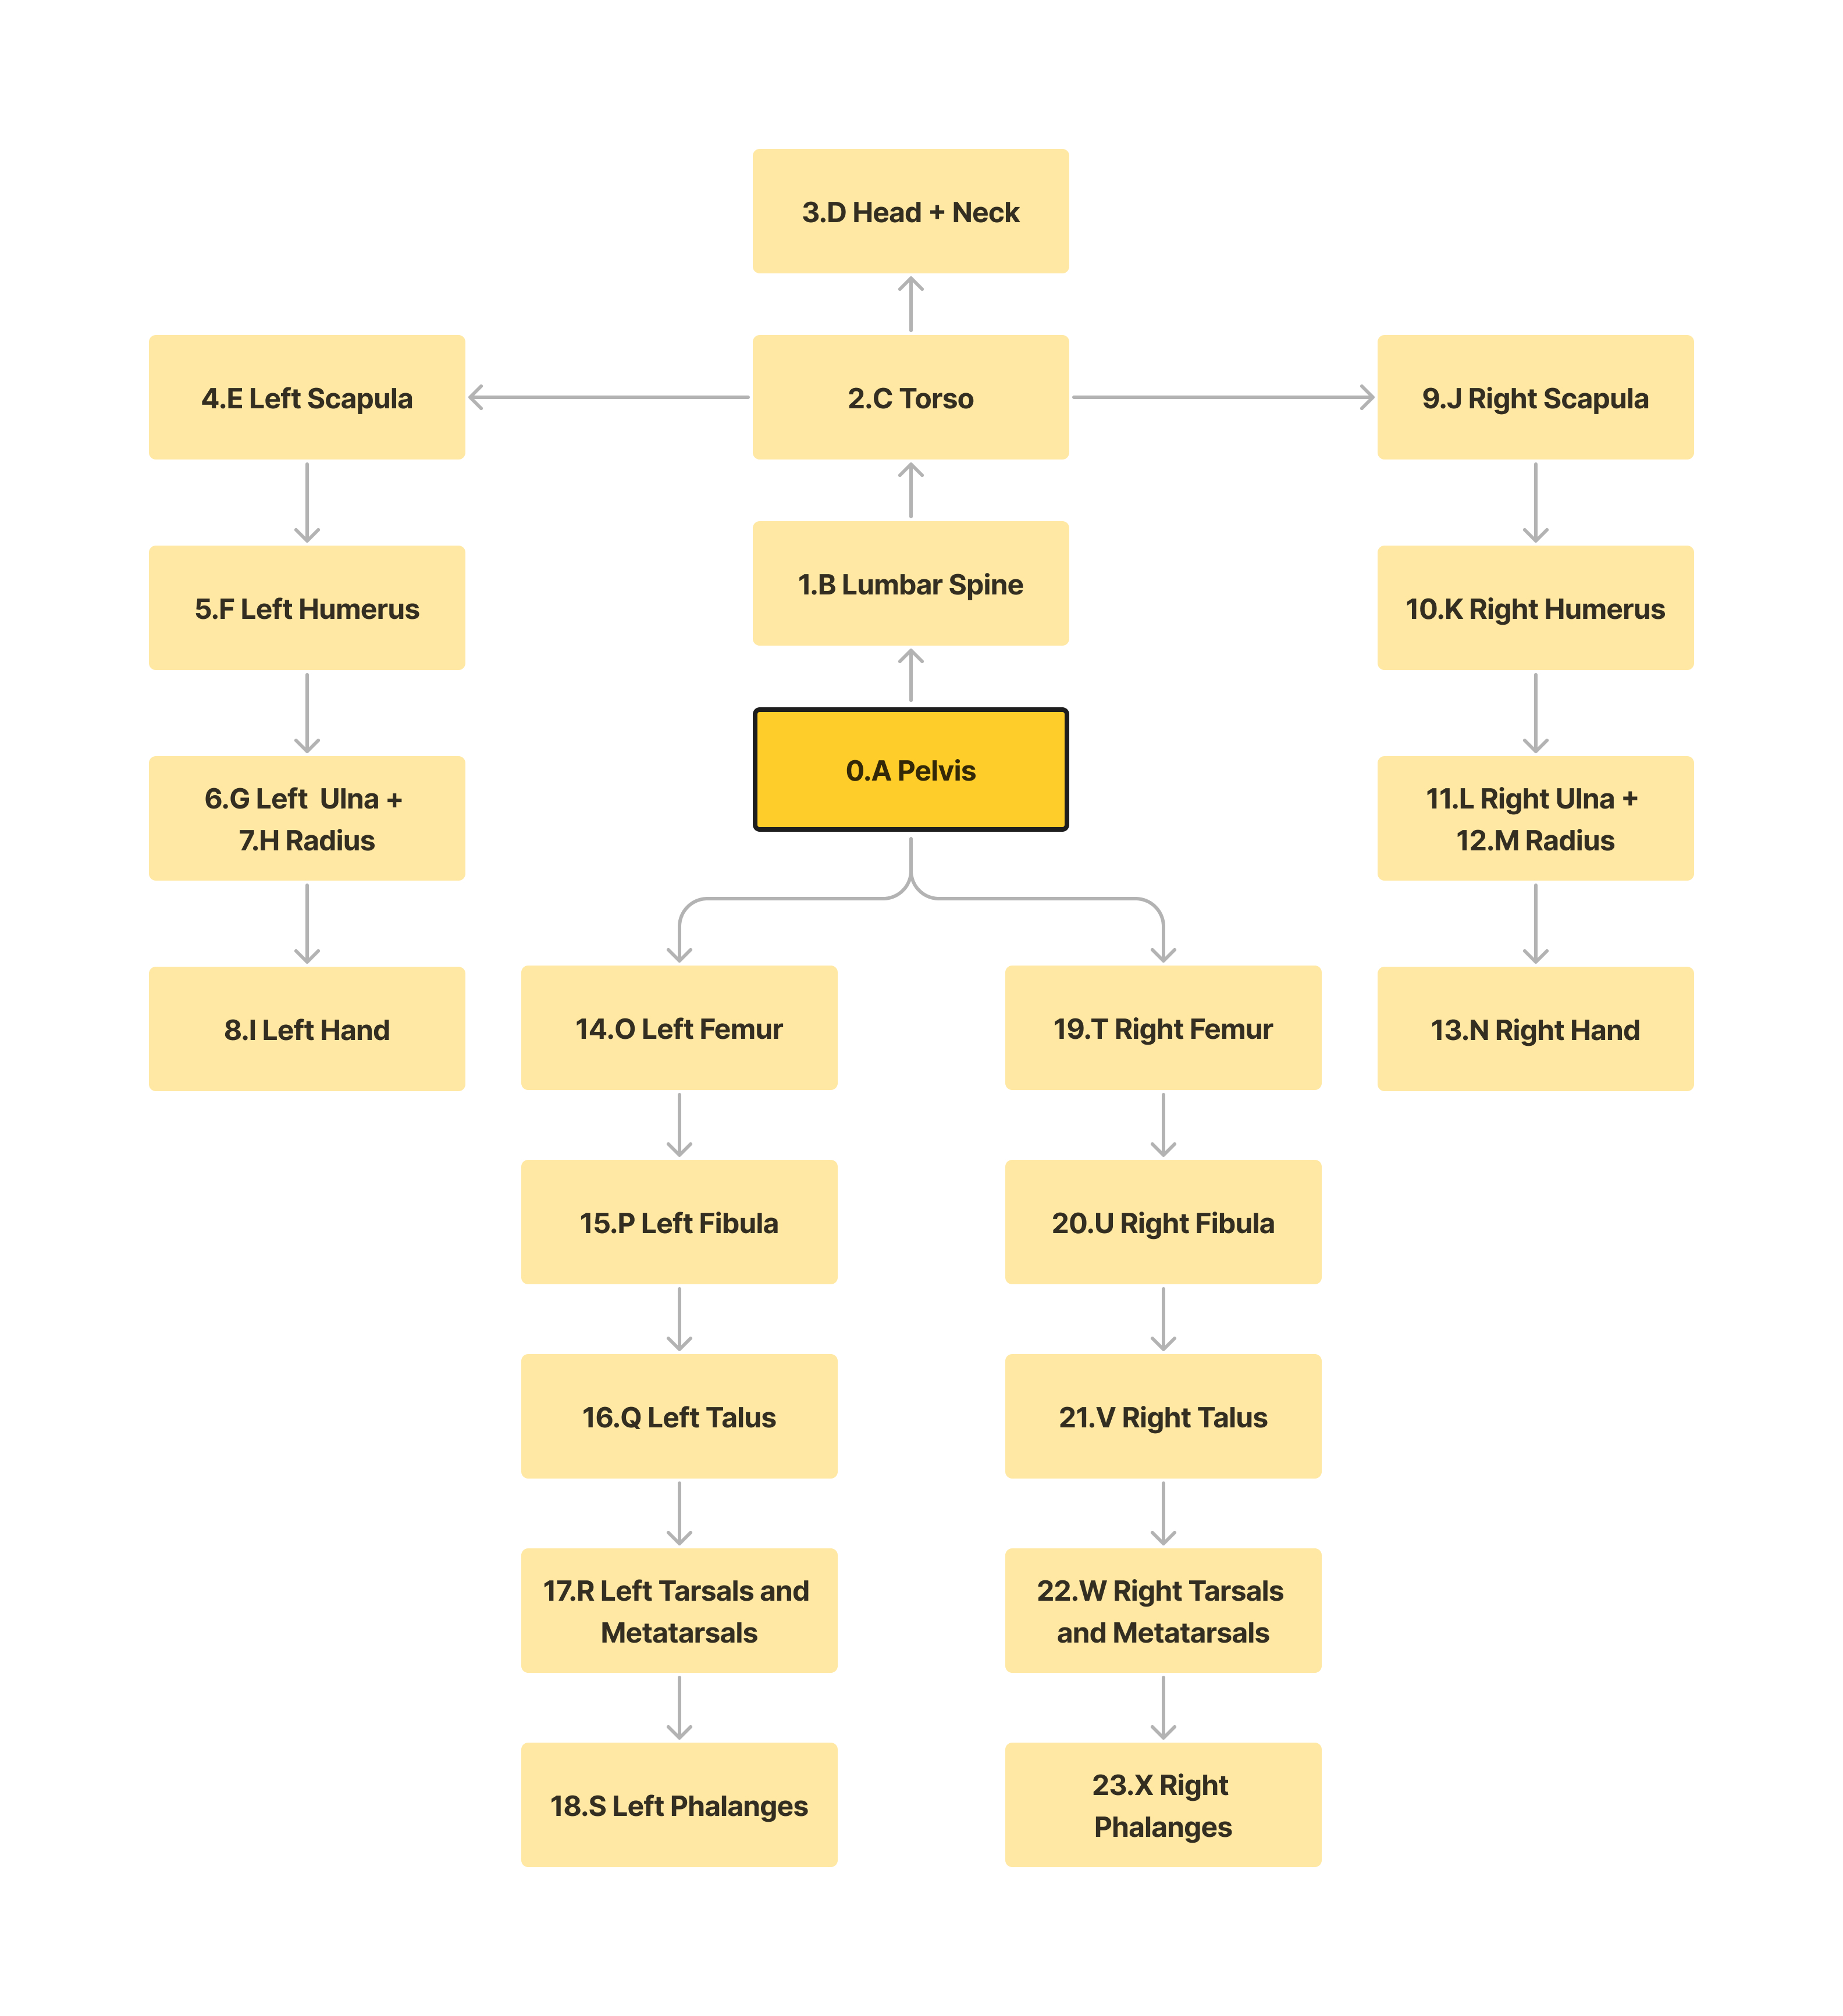 3.D Head + Neck
4.E Left Scapula
2.C Torso
9.J Right Scapula
5.F Left Humerus
1.B Lumbar Spine
10.K Right Humerus
6.G Left  Ulna +
7.H Radius
0.A Pelvis
11.L Right Ulna +
12.M Radius
8.I Left Hand
14.O Left Femur
19.T Right Femur
13.N Right Hand
15.P Left Fibula
20.U Right Fibula
16.Q Left Talus
21.V Right Talus
17.R Left Tarsals and
Metatarsals
22.W Right Tarsals
and Metatarsals
18.S Left Phalanges
23.X Right
Phalanges